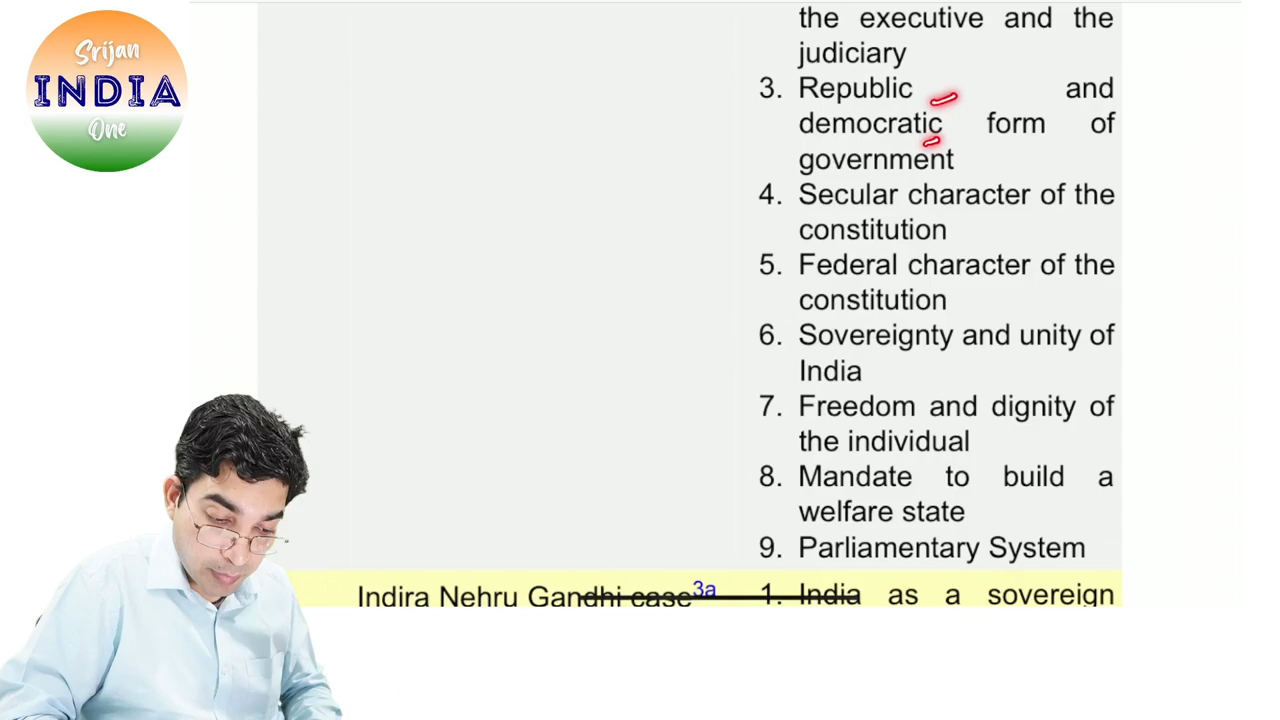 Srijan
INDIA
One
the executive and the
judiciary
3. Republic and
democratic form of
government
4. Secular character of the
constitution
5. Federal character of the
constitution
6. Sovereignty and unity of
India
7. Freedom and dignity of
the individual
8. Mandate to build a
welfare state
9. Parliamentary System
Indira Nehru Gandhi case3a 1. India as a sovereign